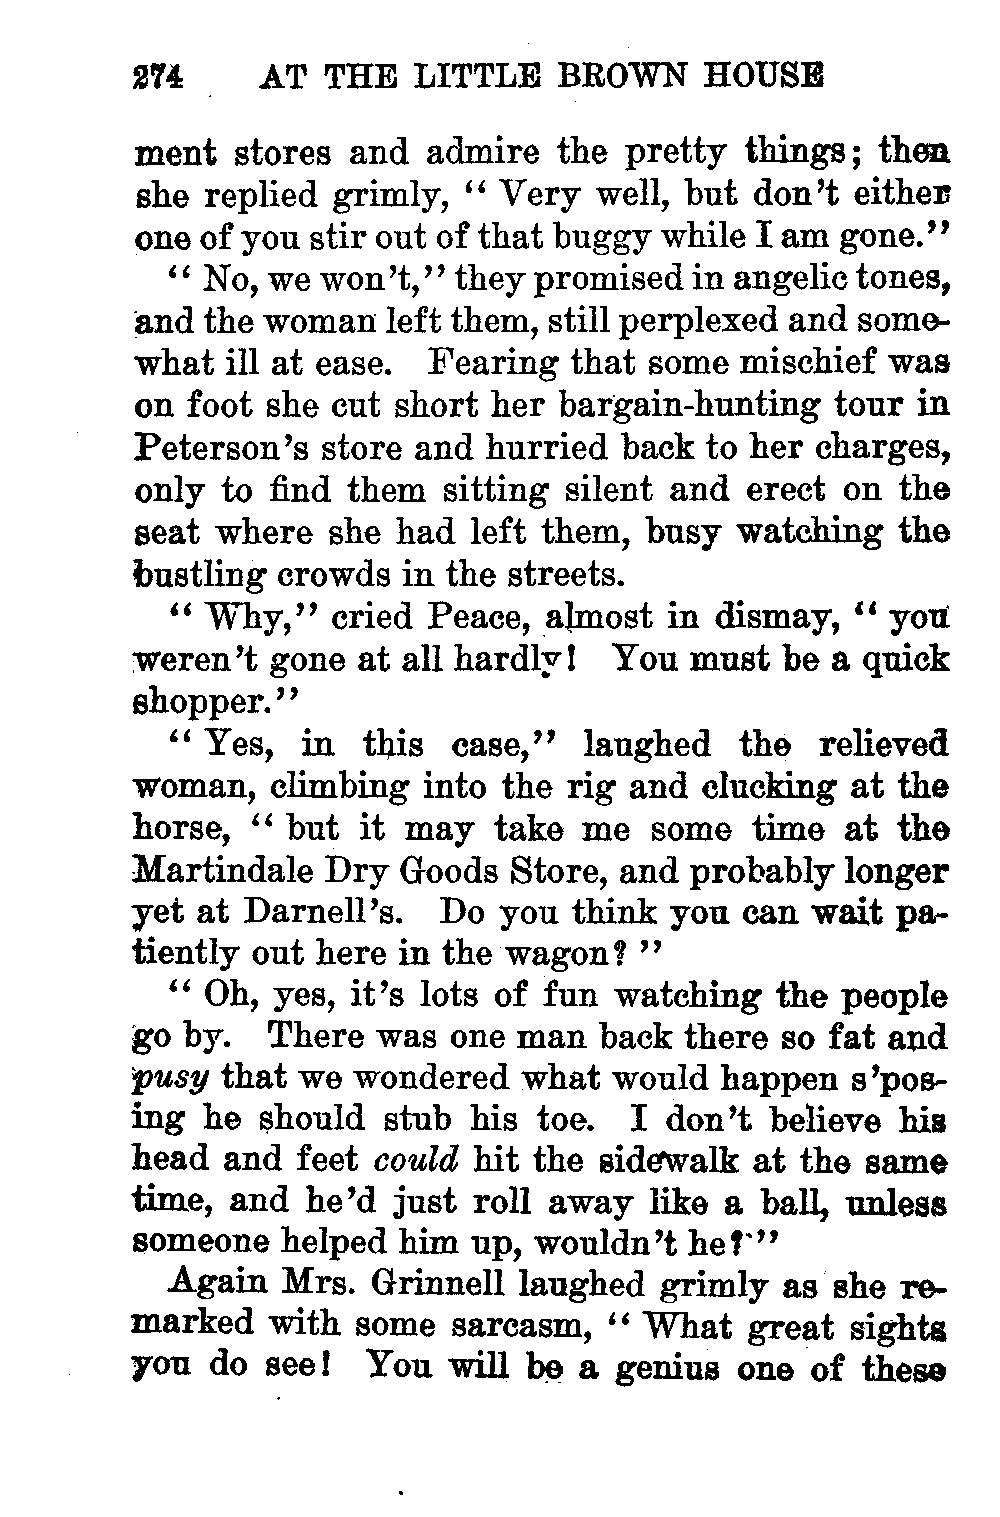 274 AT THE LITTLE BROWN HOUSE
ment stores and admire the pretty things; then
she replied grimly, “ Very well, but don’t either
one of you stir out of that buggy while I am gone.”
“ No, we won’t,” they promised in angelic tones,
and the woman left them, still perplexed and some-
what ill at ease. Fearing that some mischief was
on foot she cut short her bargain-hunting tour in
Peterson’s store and hurried back to her charges,
only to find them sitting silent and erect on the
seat where she had left them, busy watching the
bustling crowds in the streets.
“ Why,” cried Peace, almost in dismay, “ you
weren’t gone at all hardly! You must be a quick
shopper.”
“ Yes, in this case,” laughed the relieved
woman, climbing into the rig and clucking at the
horse, “ but it may take me some time at the
Martindale Dry Goods Store, and probably longer
yet at Darnell’s. Do you think you can wait pa-
tiently out here in the wagon? ”
“ Oh, yes, it’s lots of fun watching the people
go by. There was one man back there so fat and
pusy that we wondered what would happen s’pos-
ing he should stub his toe. I don’t believe his
head and feet could hit the sidewalk at the same
time, and he’d just roll away like a ball, unless
someone helped him up, wouldn’t he?”
Again Mrs. Grinnell laughed grimly as she re-
marked with some sarcasm, “ What great sights
you do see! You will be a genius one of these